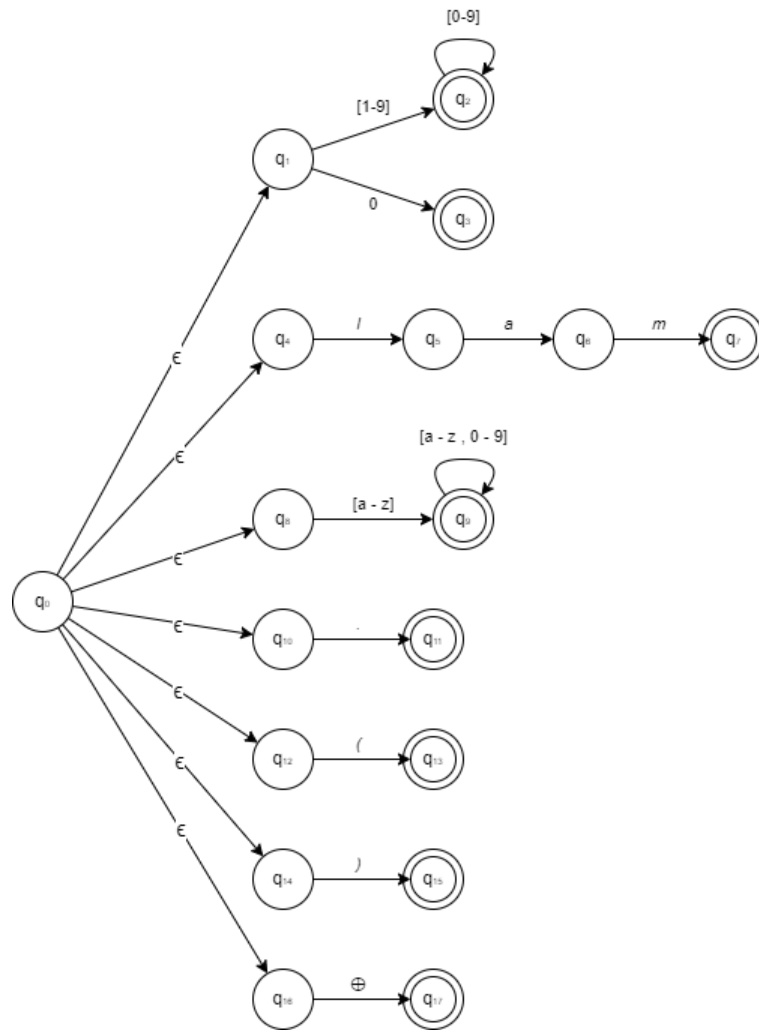 [0-9]
q₂
[1-9]
q₁
0
q₃
l a m
q₄ q₅ q₆ q₇
ϵ
ϵ
[a - z , 0 - 9]
[a - z]
q₈ q₉
ϵ
q₀
ϵ
.
q₁₀ q₁₁
ϵ
(
q₁₂ q₁₃
ϵ
)
q₁₄ q₁₅
ϵ
⊕
q₁₆ q₁₇